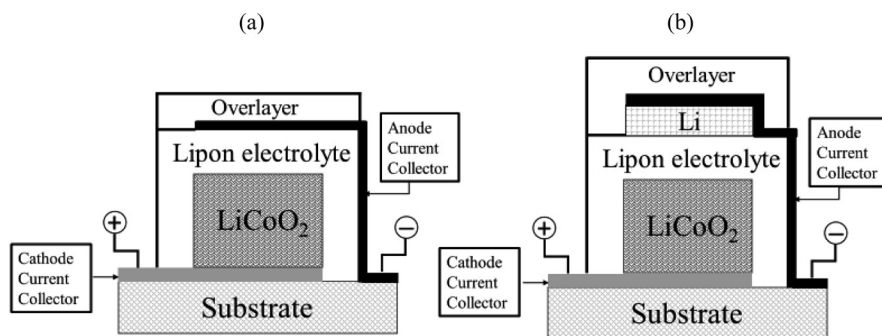 (a)
Overlayer
Lipon electrolyte
LiCoO₂
Anode
Current
Collector
+
−
Cathode
Current
Collector
Substrate
(b)
Overlayer
Li
Lipon electrolyte
LiCoO₂
Anode
Current
Collector
+
−
Cathode
Current
Collector
Substrate